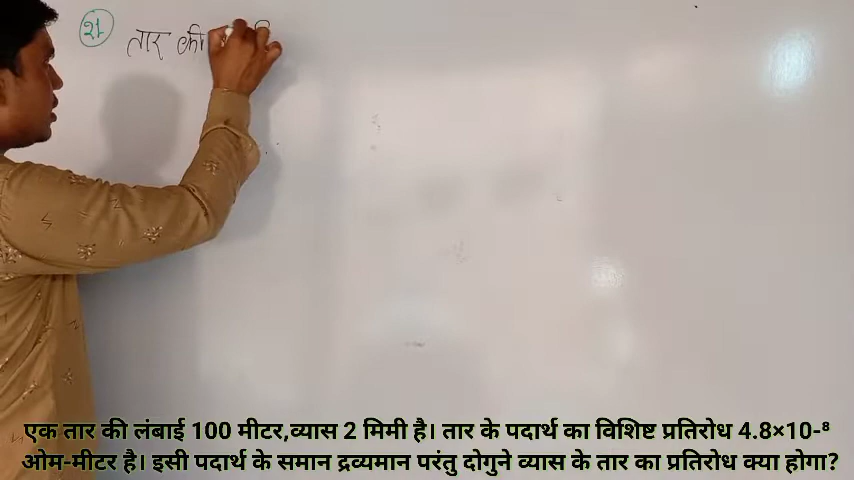 21 तार की
एक तार की लंबाई 100 मीटर,व्यास 2 मिमी है। तार के पदार्थ का विशिष्ट प्रतिरोध 4.8×10-⁸
ओम-मीटर है। इसी पदार्थ के समान द्रव्यमान परंतु दोगुने व्यास के तार का प्रतिरोध क्या होगा?